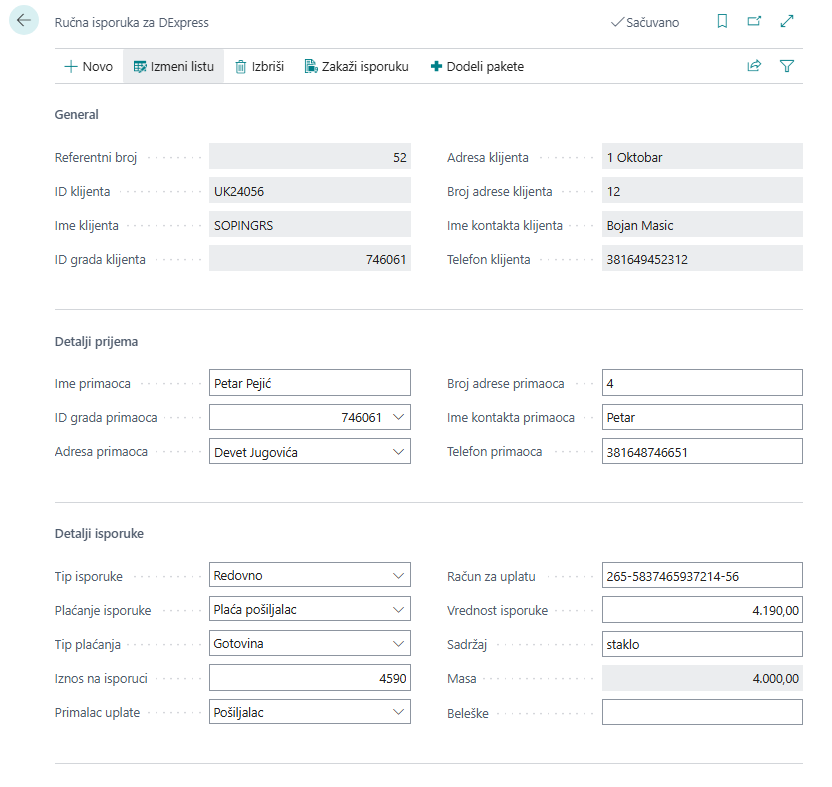 Ručna isporuka za DExpress
Sačuvano
Novo Izmeni listu Izbriši Zakaži isporuku Dodeli pakete
General
Referentni broj 52
ID klijenta UK24056
Ime klijenta SOPINGRS
ID grada klijenta 746061
Adresa klijenta 1 Oktobar
Broj adrese klijenta 12
Ime kontakta klijenta Bojan Masic
Telefon klijenta 381649452312
Detalji prijema
Ime primaoca Petar Pejić
ID grada primaoca 746061
Adresa primaoca Devet Jugovića
Broj adrese primaoca 4
Ime kontakta primaoca Petar
Telefon primaoca 381648746651
Detalji isporuke
Tip isporuke Redovno
Plaćanje isporuke Plaća pošiljalac
Tip plaćanja Gotovina
Iznos na isporuci 4590
Primalac uplate Pošiljalac
Račun za uplatu 265-5837465937214-56
Vrednost isporuke 4.190,00
Sadržaj staklo
Masa 4.000,00
Beleške